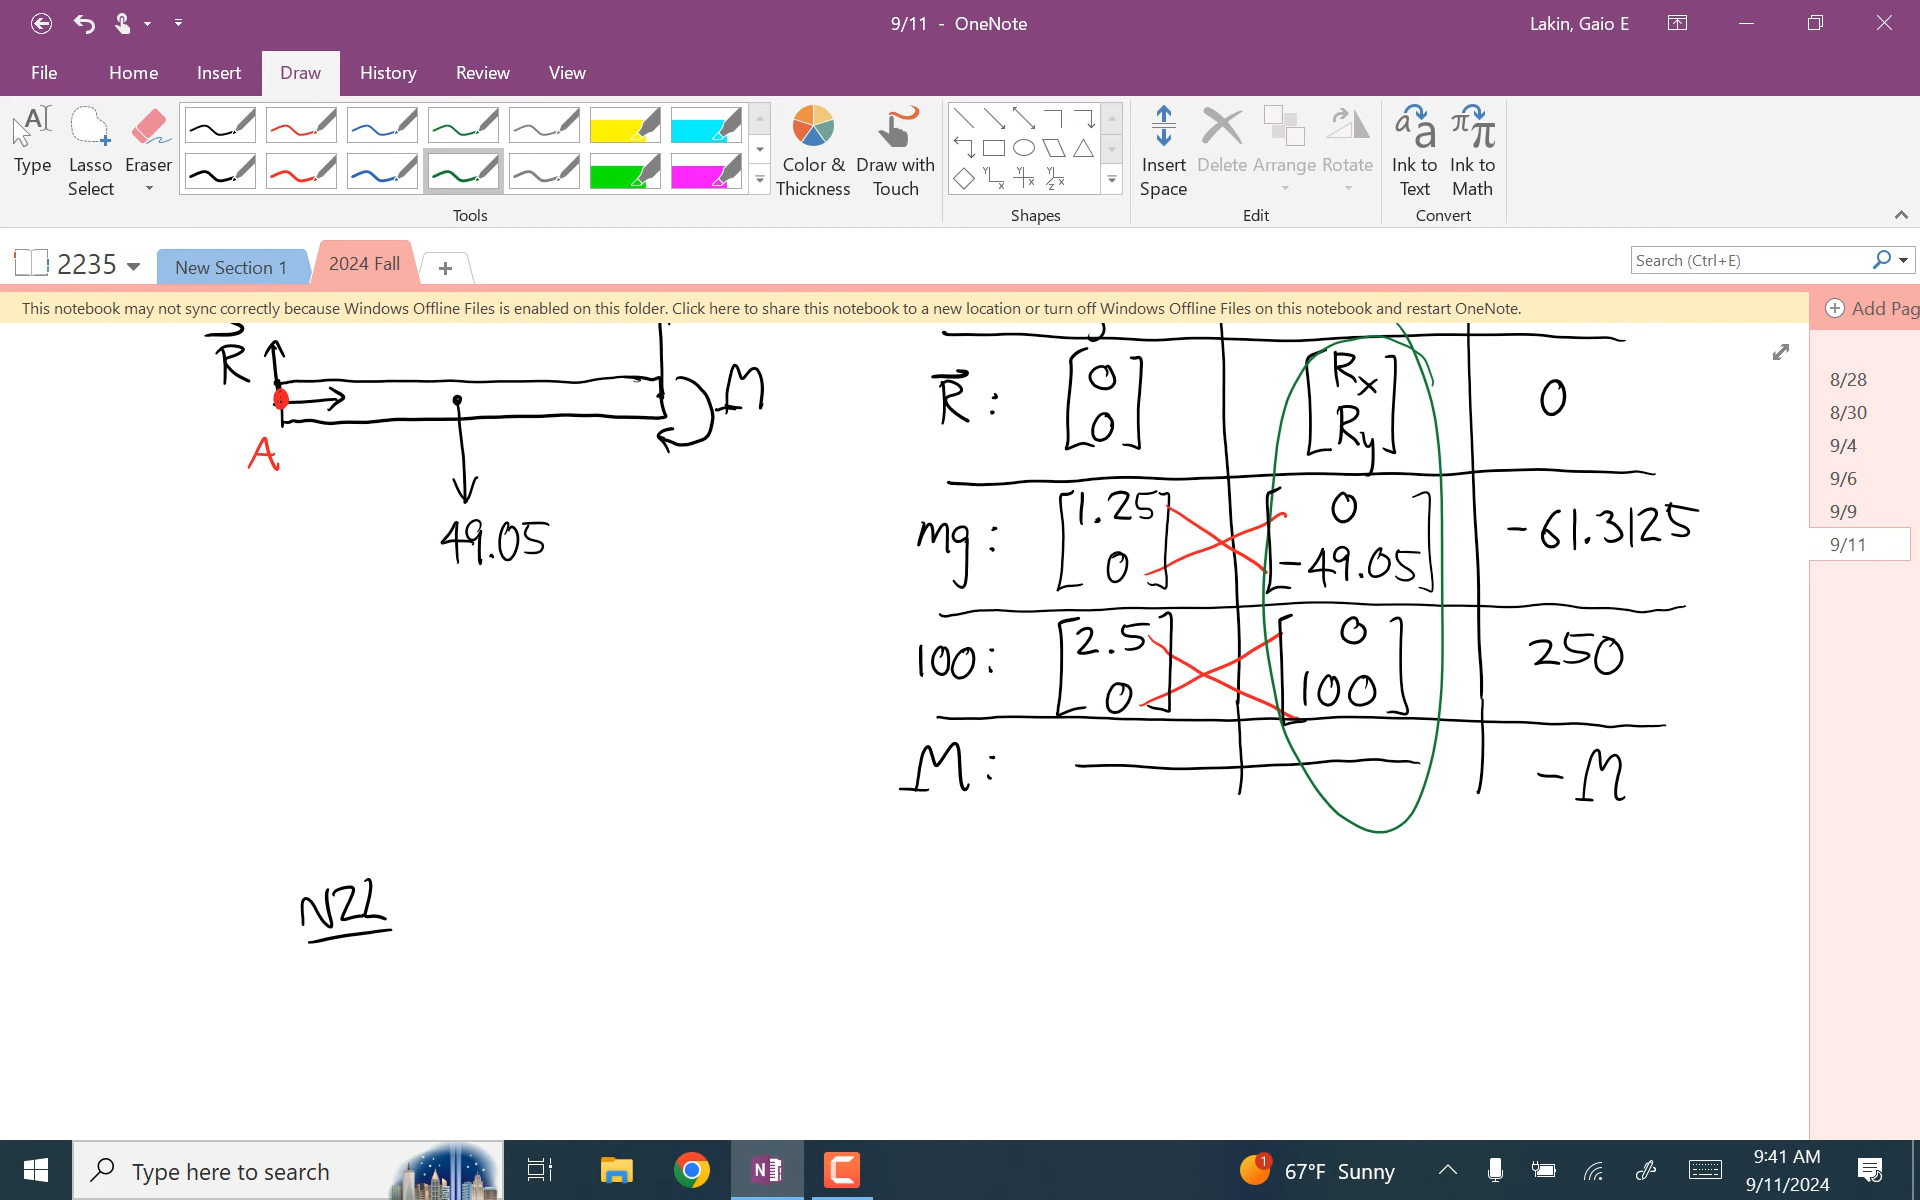 9/11 - OneNote
Lakin, Gaio E
File Home Insert Draw History Review View
Type
Lasso Select
Eraser
Color & Thickness
Draw with Touch
Insert Space
Delete
Arrange
Rotate
Ink to Text
Ink to Math
Tools
Shapes
Edit
Convert
2235
New Section 1
2024 Fall
Search (Ctrl+E)
This notebook may not sync correctly because Windows Offline Files is enabled on this folder. Click here to share this notebook to a new location or turn off Windows Offline Files on this notebook and restart OneNote.
Add Pag
8/28
8/30
9/4
9/6
9/9
9/11
R
M
A
49.05
R: [0 0] [Rx Ry] 0
mg: [1.25 0] [0 -49.05] -61.3125
100: [2.5 0] [0 100] 250
M: -M
N2L
Type here to search
N
1
67°F Sunny
9:41 AM
9/11/2024